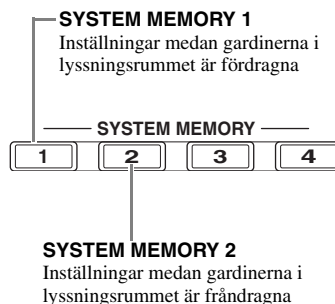 SYSTEM MEMORY 1
Inställningar medan gardinerna i
lyssningsrummet är fördragna
SYSTEM MEMORY
1 2 3 4
SYSTEM MEMORY 2
Inställningar medan gardinerna i
lyssningsrummet är fråndragna